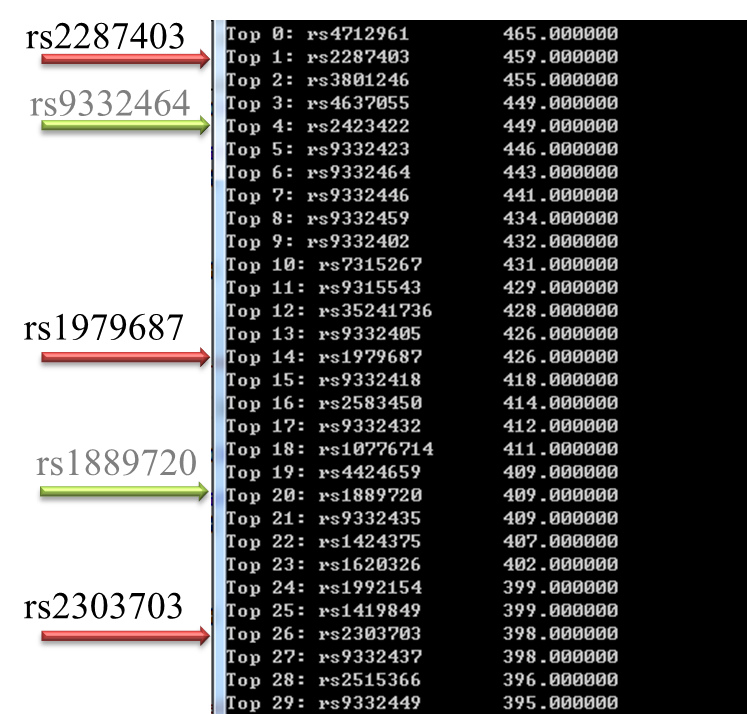 rs2287403
rs9332464
rs1979687
rs1889720
rs2303703
Top 0: rs4712961 465.000000
Top 1: rs2287403 459.000000
Top 2: rs3801246 455.000000
Top 3: rs4637055 449.000000
Top 4: rs2423422 449.000000
Top 5: rs9332423 446.000000
Top 6: rs9332464 443.000000
Top 7: rs9332446 441.000000
Top 8: rs9332459 434.000000
Top 9: rs9332402 432.000000
Top 10: rs7315267 431.000000
Top 11: rs9315543 429.000000
Top 12: rs35241736 428.000000
Top 13: rs9332405 426.000000
Top 14: rs1979687 426.000000
Top 15: rs9332418 418.000000
Top 16: rs2583450 414.000000
Top 17: rs9332432 412.000000
Top 18: rs10776714 411.000000
Top 19: rs4424659 409.000000
Top 20: rs1889720 409.000000
Top 21: rs9332435 409.000000
Top 22: rs1424375 407.000000
Top 23: rs1620326 402.000000
Top 24: rs1992154 399.000000
Top 25: rs1419849 399.000000
Top 26: rs2303703 398.000000
Top 27: rs9332437 398.000000
Top 28: rs2515366 396.000000
Top 29: rs9332449 395.000000